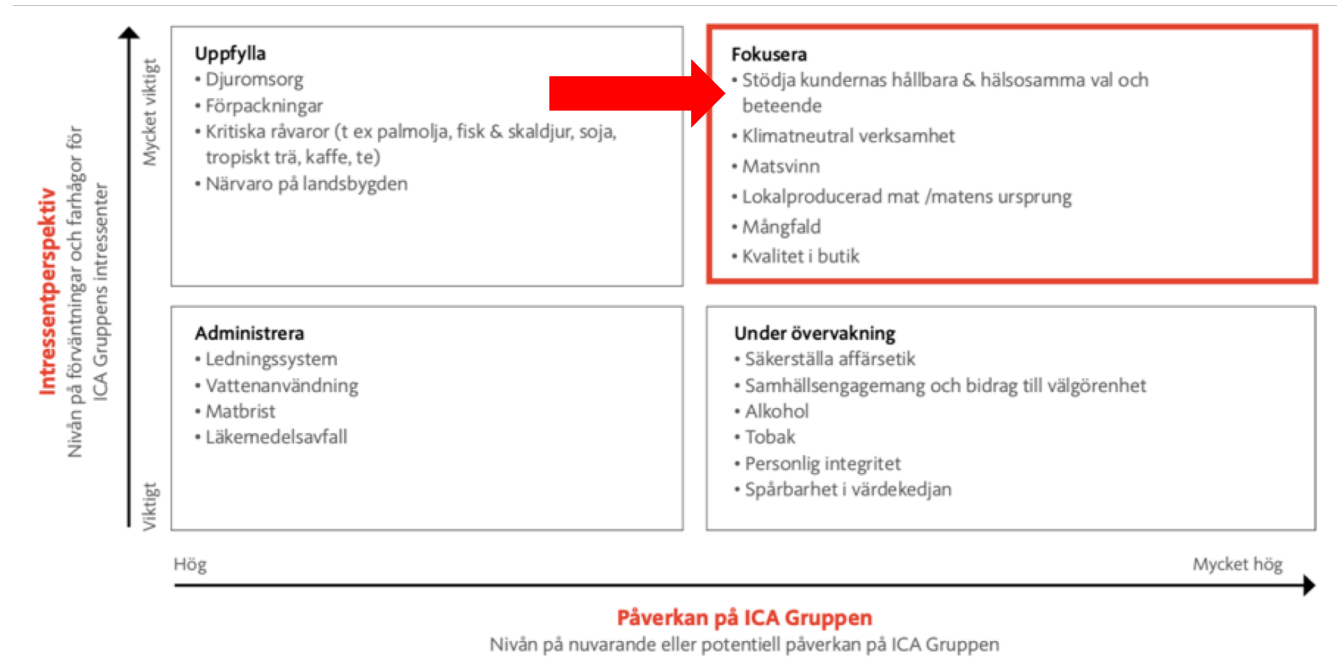 Intressentperspektiv
Nivån på förväntningar och farhågor för
ICA Gruppens intressenter
Mycket viktigt
Viktigt
Uppfylla
• Djuromsorg
• Förpackningar
• Kritiska råvaror (t ex palmolja, fisk & skaldjur, soja,
tropiskt trä, kaffe, te)
• Närvaro på landsbygden
Fokusera
• Stödja kundernas hållbara & hälsosamma val och
beteende
• Klimatneutral verksamhet
• Matsvinn
• Lokalproducerad mat /matens ursprung
• Mångfald
• Kvalitet i butik
Administrera
• Ledningssystem
• Vattenanvändning
• Matbrist
• Läkemedelsavfall
Under övervakning
• Säkerställa affärsetik
• Samhällsengagemang och bidrag till välgörenhet
• Alkohol
• Tobak
• Personlig integritet
• Spårbarhet i värdekedjan
Hög
Mycket hög
Påverkan på ICA Gruppen
Nivån på nuvarande eller potentiell påverkan på ICA Gruppen